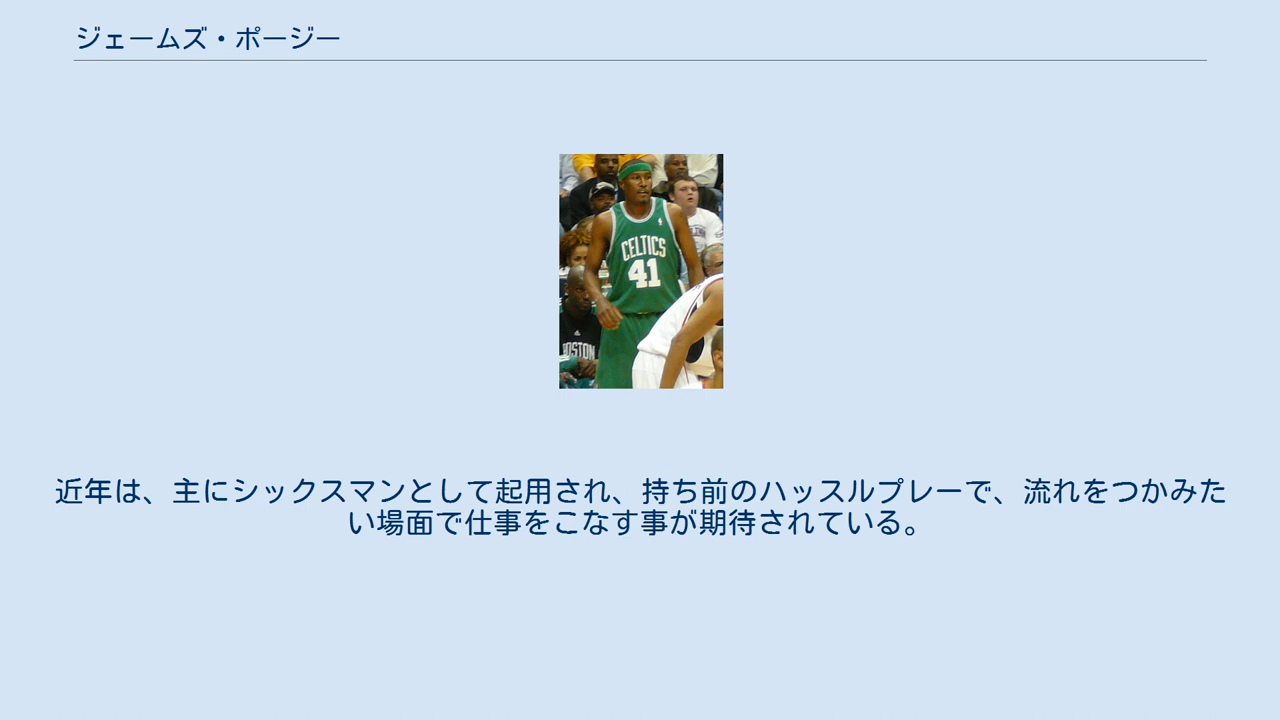 ジェームズ・ポージー
CELTICS
41
BOSTON
近年は、主にシックスマンとして起用され、持ち前のハッスルプレーで、流れをつかみた
い場面で仕事をこなす事が期待されている。